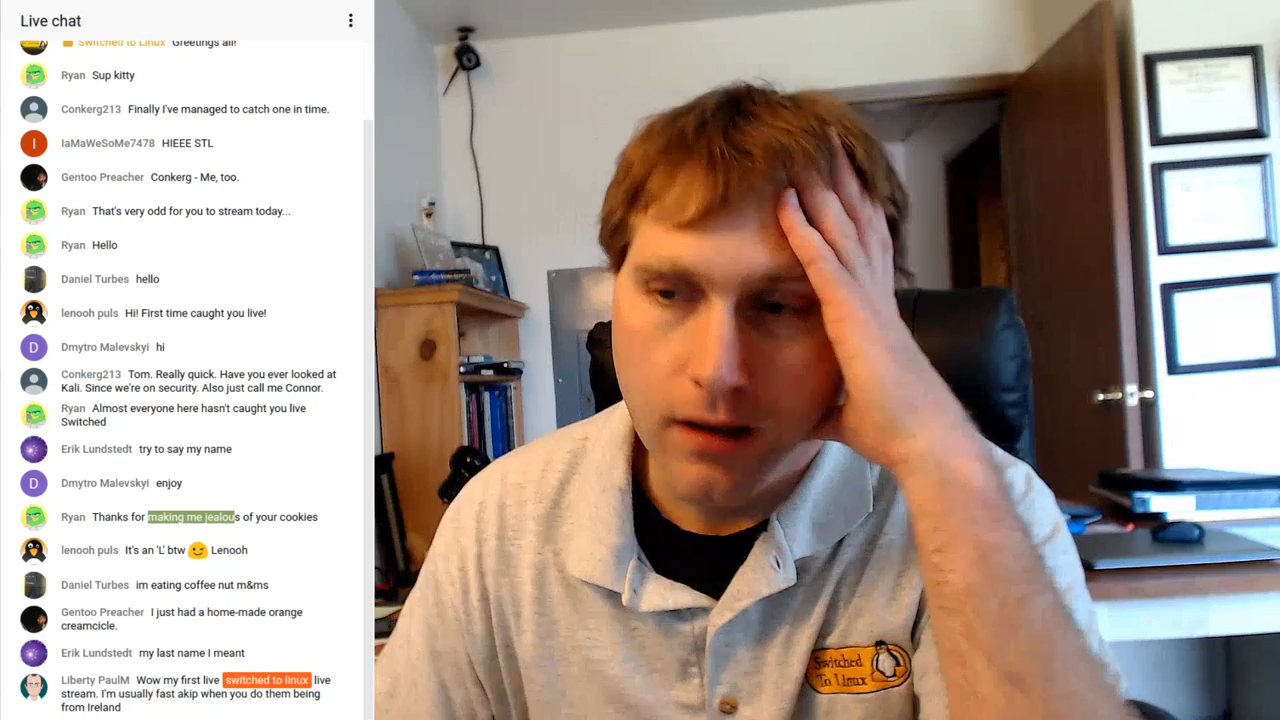 Live chat
Switched to Linux Greetings all!
Ryan Sup kitty
Conkerg213 Finally I've managed to catch one in time.
I
IaMaWeSoMe7478 HIEEE STL
Gentoo Preacher Conkerg - Me, too.
Ryan That's very odd for you to stream today...
Ryan Hello
Daniel Turbes hello
lenooh puls Hi! First time caught you live!
D
Dmytro Malevskyi hi
Conkerg213 Tom. Really quick. Have you ever looked at
Kali. Since we're on security. Also just call me Connor.
Ryan Almost everyone here hasn't caught you live
Switched
Erik Lundstedt try to say my name
D
Dmytro Malevskyi enjoy
Ryan Thanks for making me jealous of your cookies
lenooh puls It's an 'L' btw 😉 Lenooh
Daniel Turbes im eating coffee nut m&ms
Gentoo Preacher I just had a home-made orange
creamcicle.
Erik Lundstedt my last name I meant
Liberty PaulM Wow my first live switched to linux live
stream. I'm usually fast akip when you do them being
from Ireland
Switched
To Linux